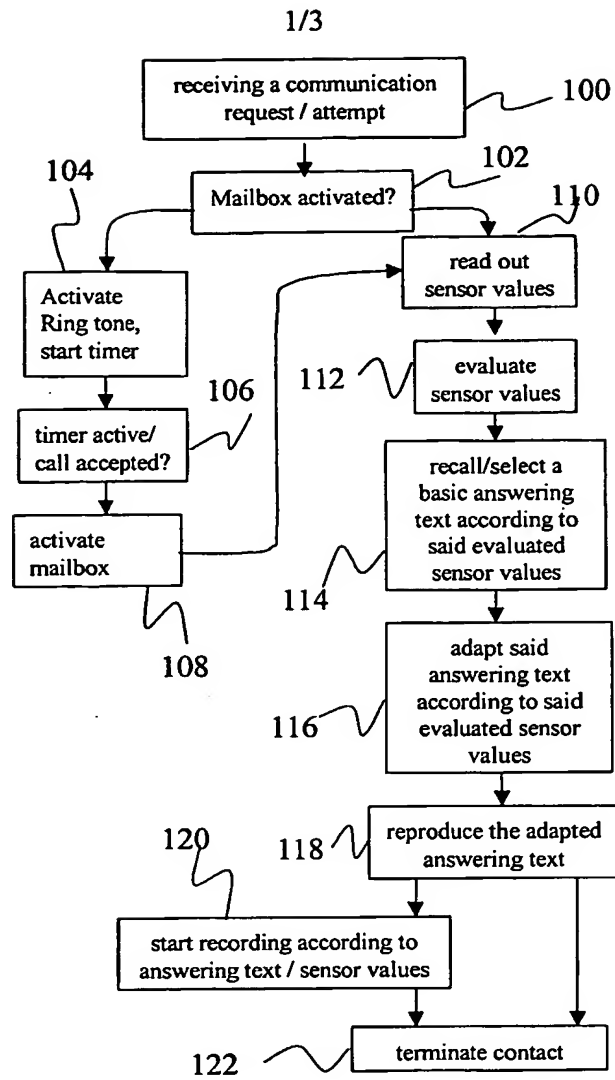 1/3
receiving a communication
request / attempt
100
102
Mailbox activated?
104
Activate
Ring tone,
start timer
106
timer active/
call accepted?
activate
mailbox
108
110
read out
sensor values
112
evaluate
sensor values
recall/select a
basic answering
text according to
said evaluated
sensor values
114
adapt said
answering text
according to said
evaluated sensor
values
116
118
reproduce the adapted
answering text
120
start recording according to
answering text / sensor values
terminate contact
122